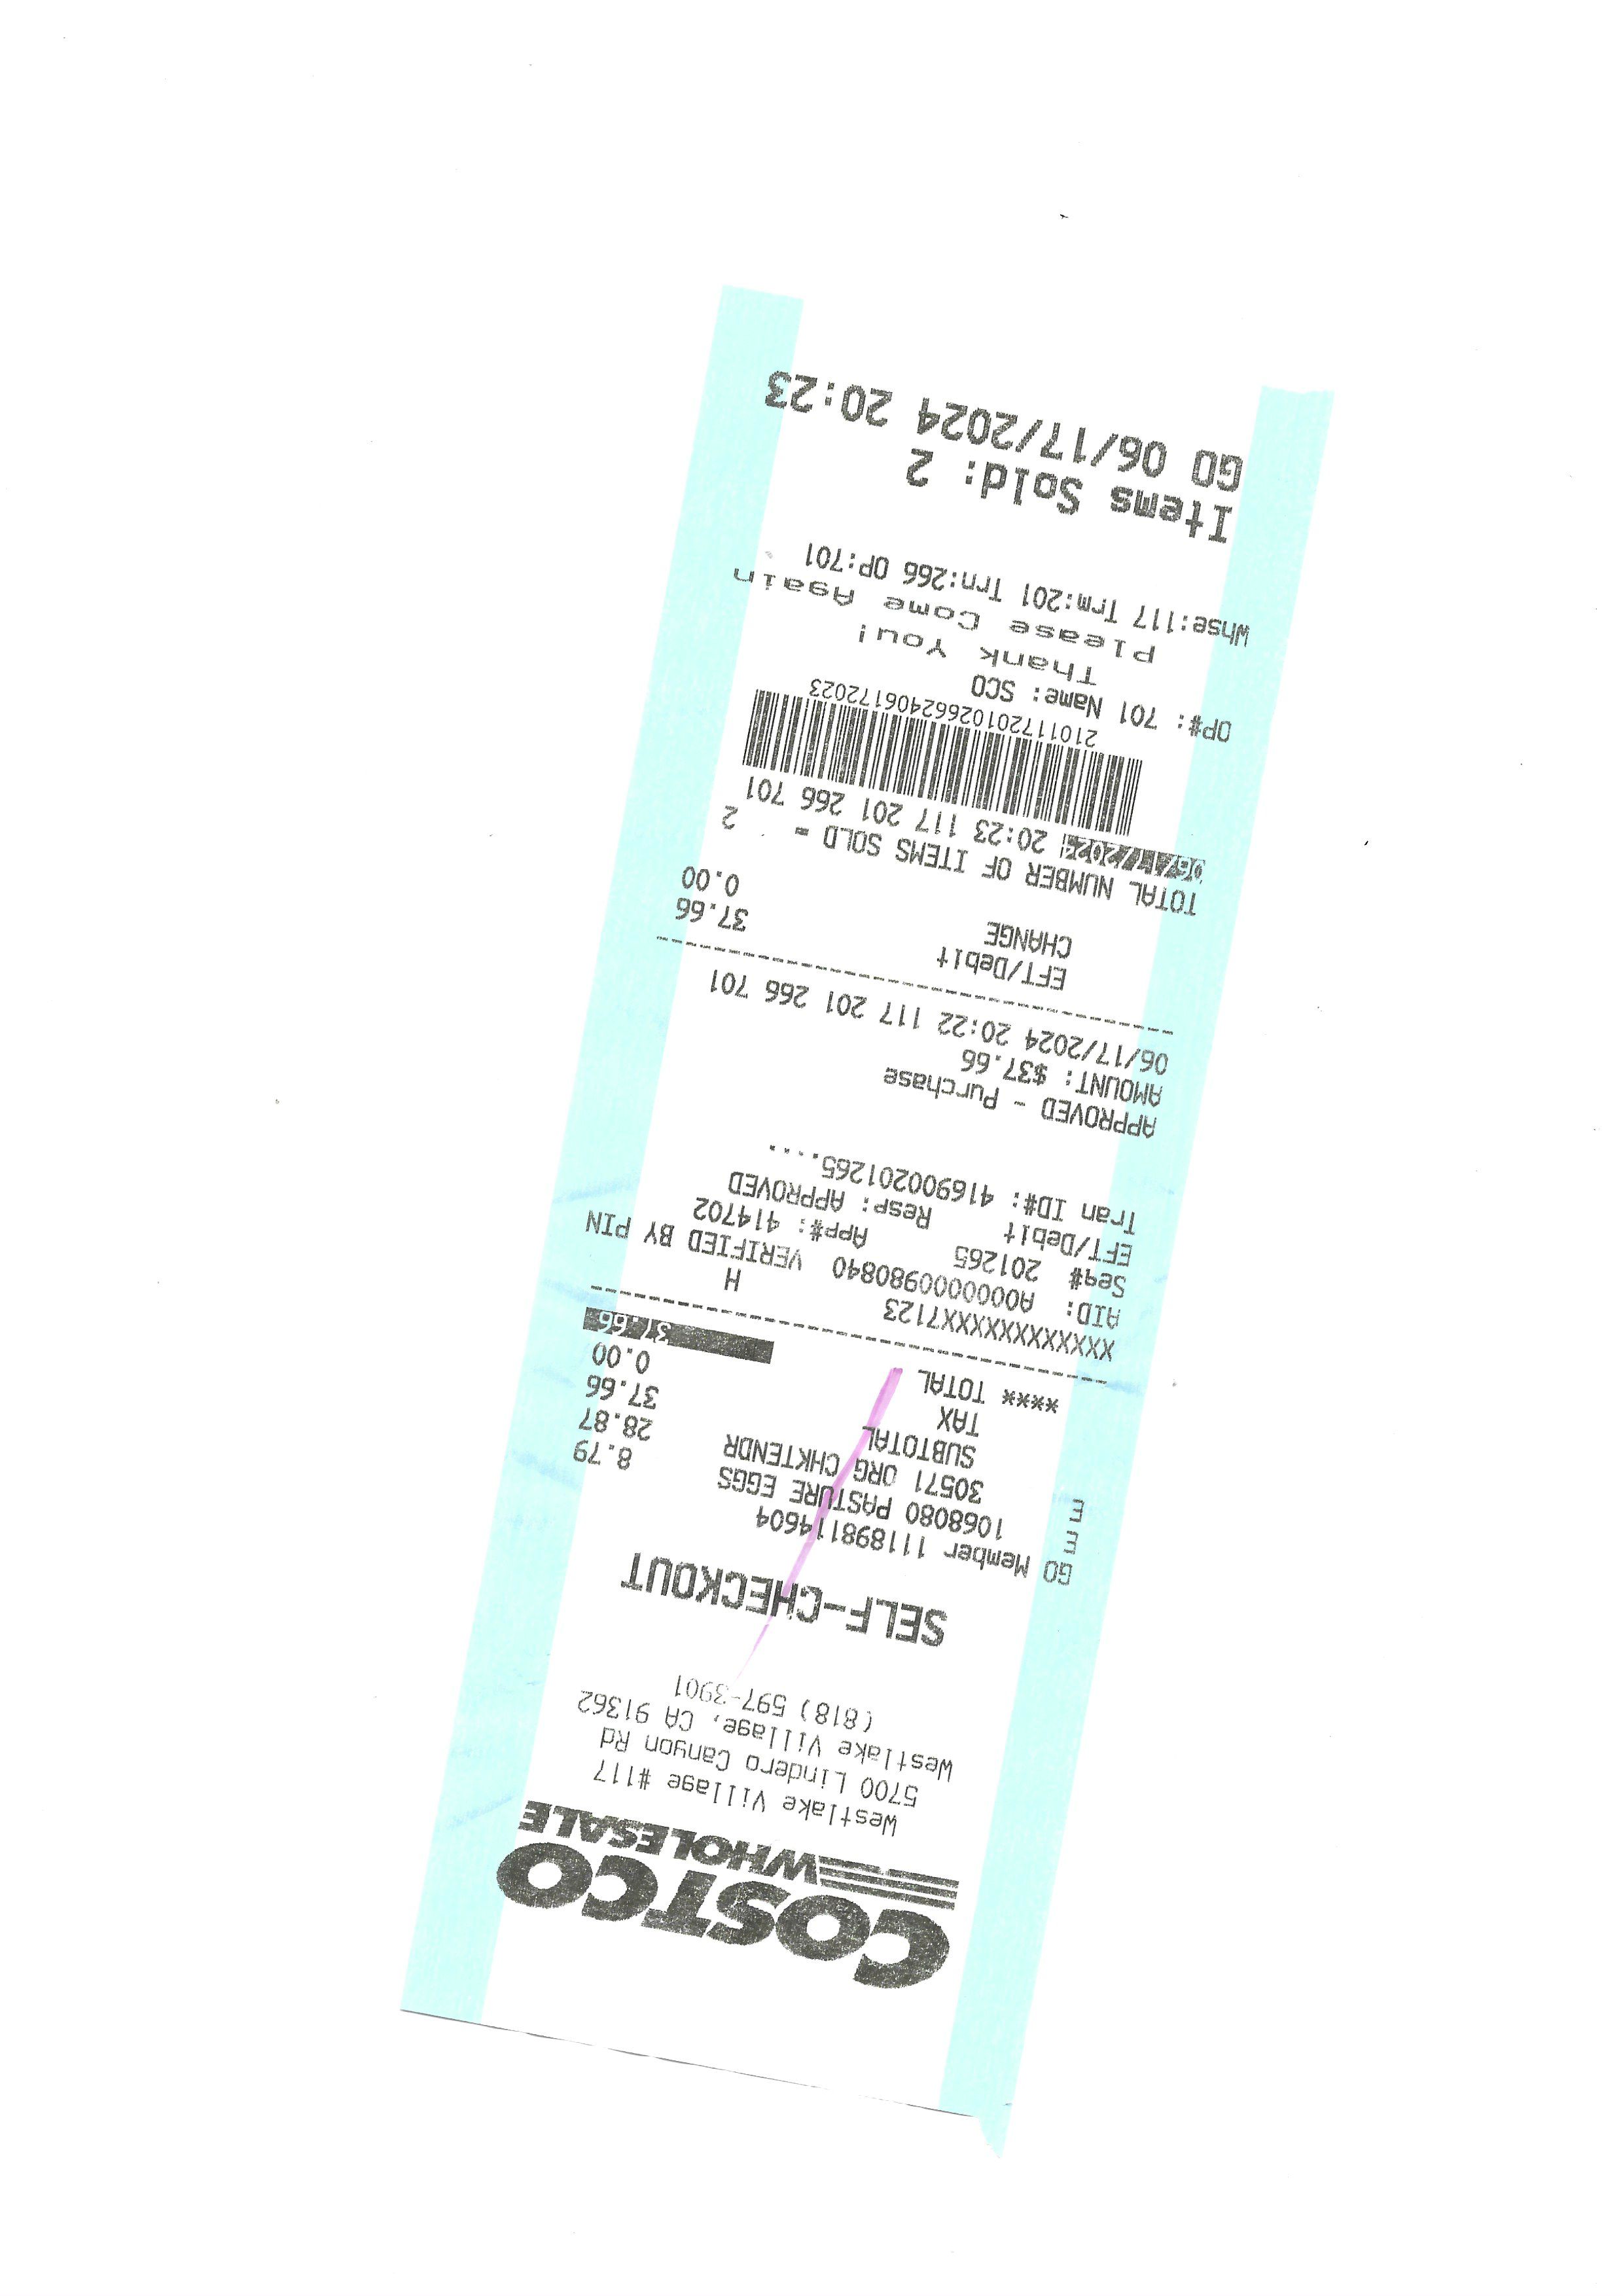 COSTCO
WHOLESALE
Westlake Village #117
5700 Lindero Canyon Rd
Westlake Village, CA 91362
(818) 597-3901
SELF-CHECKOUT
GO Member 111898114604
E 1068080 PASTURE EGGS 8.79
E 30571 ORG CHKTENDR 28.87
SUBTOTAL 37.66
TAX 0.00
**** TOTAL 37.66
XXXXXXXXXXXX7123 H
AID: A0000000980840 VERIFIED BY PIN
Seq# 201265 App#: 414702
EFT/Debit Resp: APPROVED
Tran ID#: 416900201265....
APPROVED - Purchase
AMOUNT: $37.66
06/17/2024 20:22 117 201 266 701
EFT/Debit 37.66
CHANGE 0.00
TOTAL NUMBER OF ITEMS SOLD = 2
06/17/2024 20:23 117 201 266 701
21011720102662406172023
OP#: 701 Name: SCO
Thank You!
Please Come Again
Whse:117 Trm:201 Trn:266 OP:701
Items Sold: 2
GO 06/17/2024 20:23